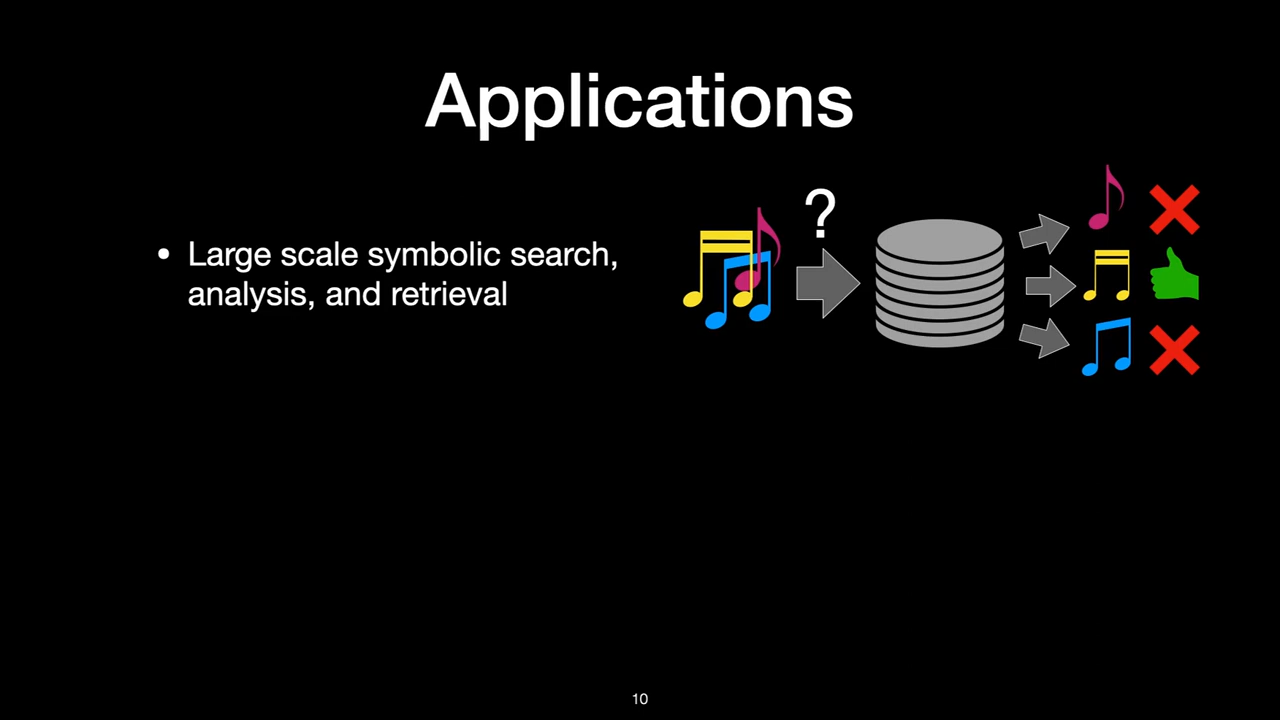 Applications
• Large scale symbolic search,
analysis, and retrieval
?
10